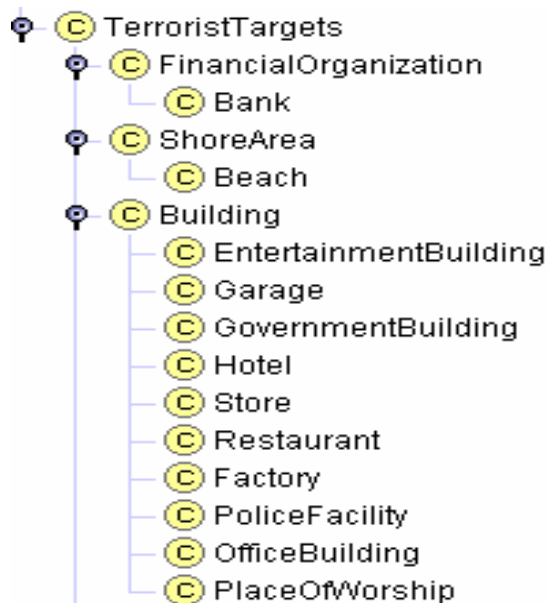 C TerroristTargets
C FinancialOrganization
C Bank
C ShoreArea
C Beach
C Building
C EntertainmentBuilding
C Garage
C GovernmentBuilding
C Hotel
C Store
C Restaurant
C Factory
C PoliceFacility
C OfficeBuilding
C PlaceOfWorship